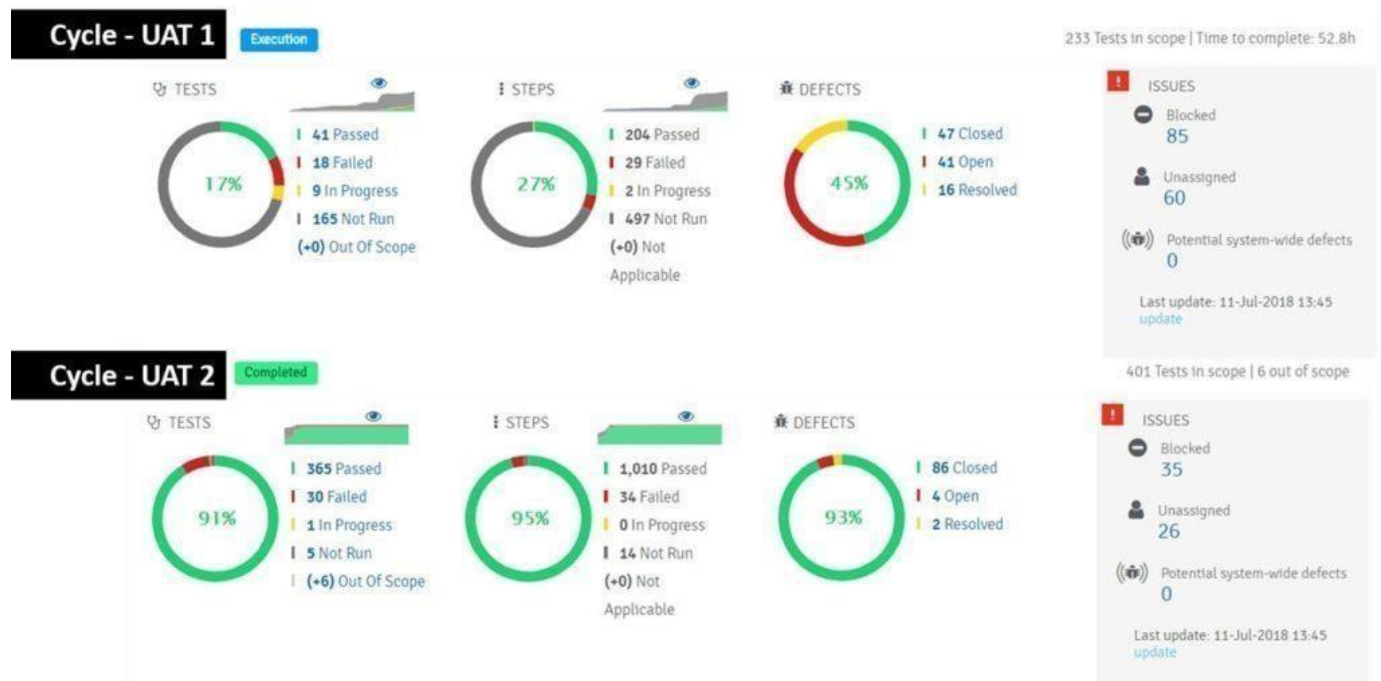 Cycle - UAT 1
Execution
233 Tests in scope | Time to complete: 52.8h
TESTS
17%
41 Passed
18 Failed
9 In Progress
165 Not Run
(+0) Out Of Scope
STEPS
27%
204 Passed
29 Failed
2 In Progress
497 Not Run
(+0) Not
Applicable
DEFECTS
45%
47 Closed
41 Open
16 Resolved
! ISSUES
Blocked
85
Unassigned
60
Potential system-wide defects
0
Last update: 11-Jul-2018 13:45
update
Cycle - UAT 2
Completed
401 Tests in scope | 6 out of scope
TESTS
91%
365 Passed
30 Failed
1 In Progress
5 Not Run
(+6) Out Of Scope
STEPS
95%
1,010 Passed
34 Failed
0 In Progress
14 Not Run
(+0) Not
Applicable
DEFECTS
93%
86 Closed
4 Open
2 Resolved
! ISSUES
Blocked
35
Unassigned
26
Potential system-wide defects
0
Last update: 11-Jul-2018 13:45
update